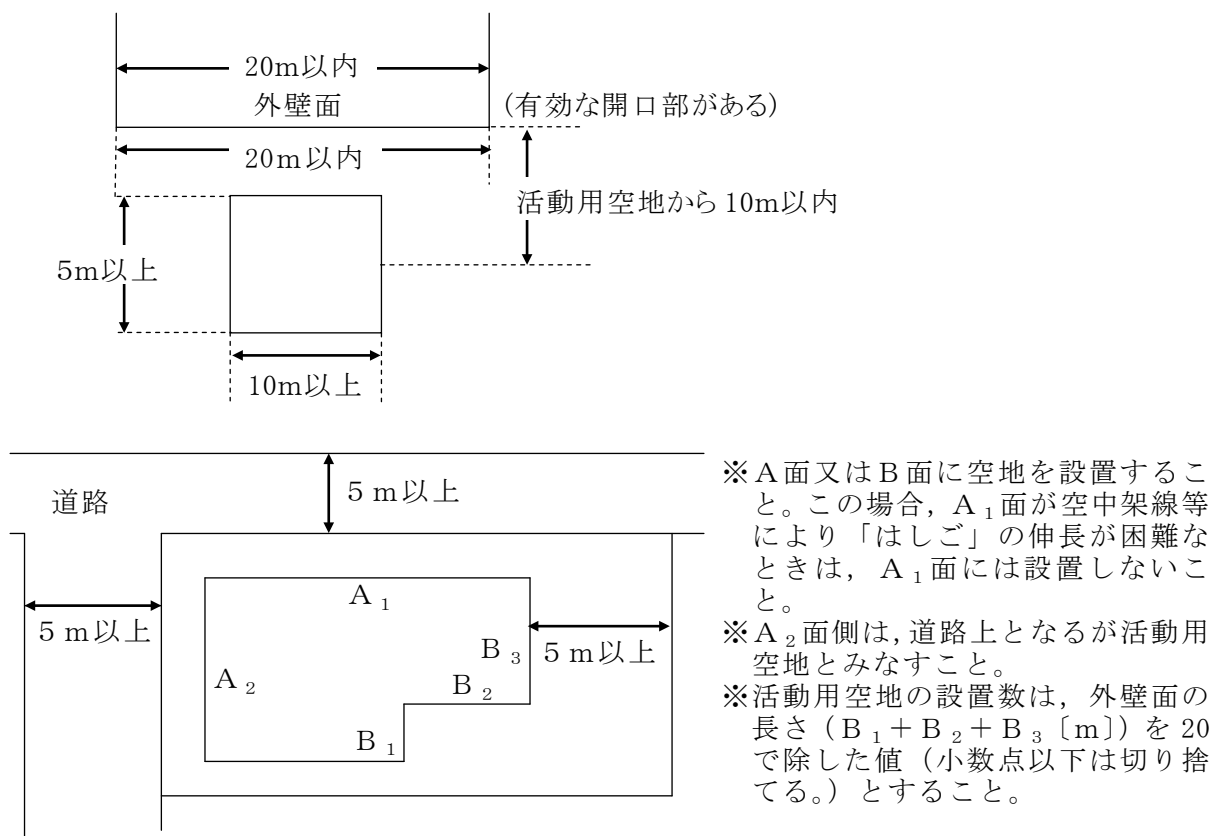 20m以内
外壁面
(有効な開口部がある)
20m以内
活動用空地から10m以内
5m以上
10m以上
5m以上
道路
A1
5m以上
B3
5m以上
A2
B2
B1
※A面又はB面に空地を設置するこ
と。この場合,A1面が空中架線等
により「はしご」の伸長が困難な
ときは,A1面には設置しないこ
と。
※A2面側は,道路上となるが活動用
空地とみなすこと。
※活動用空地の設置数は,外壁面の
長さ(B1+B2+B3〔m〕)を20
で除した値(小数点以下は切り捨
てる。)とすること。